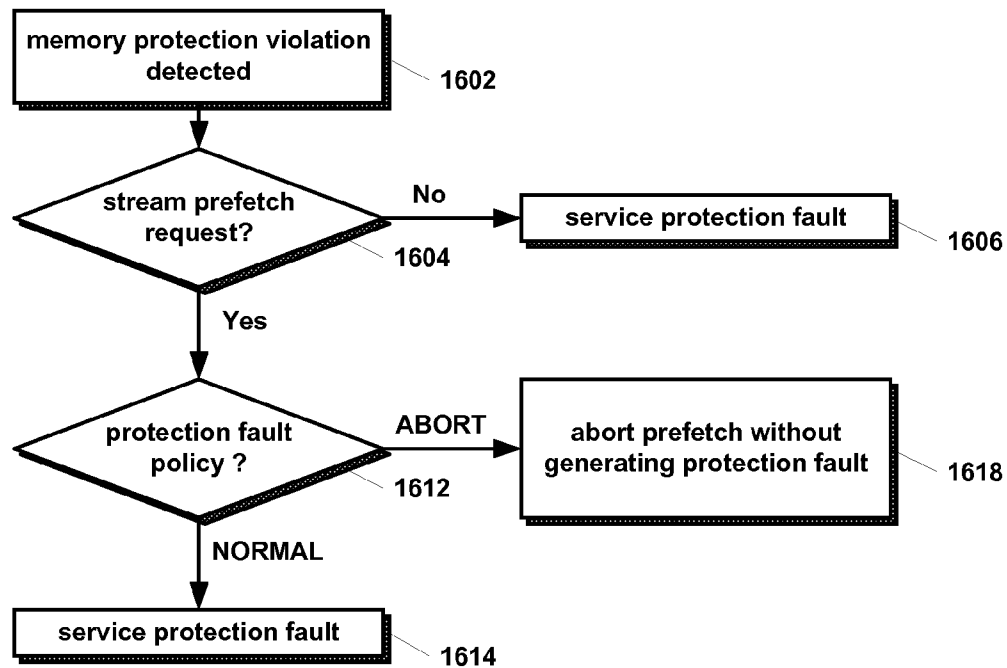 memory protection violation
detected
1602
stream prefetch
request?
1604
No
service protection fault
1606
Yes
protection fault
policy ?
1612
ABORT
abort prefetch without
generating protection fault
1618
NORMAL
service protection fault
1614